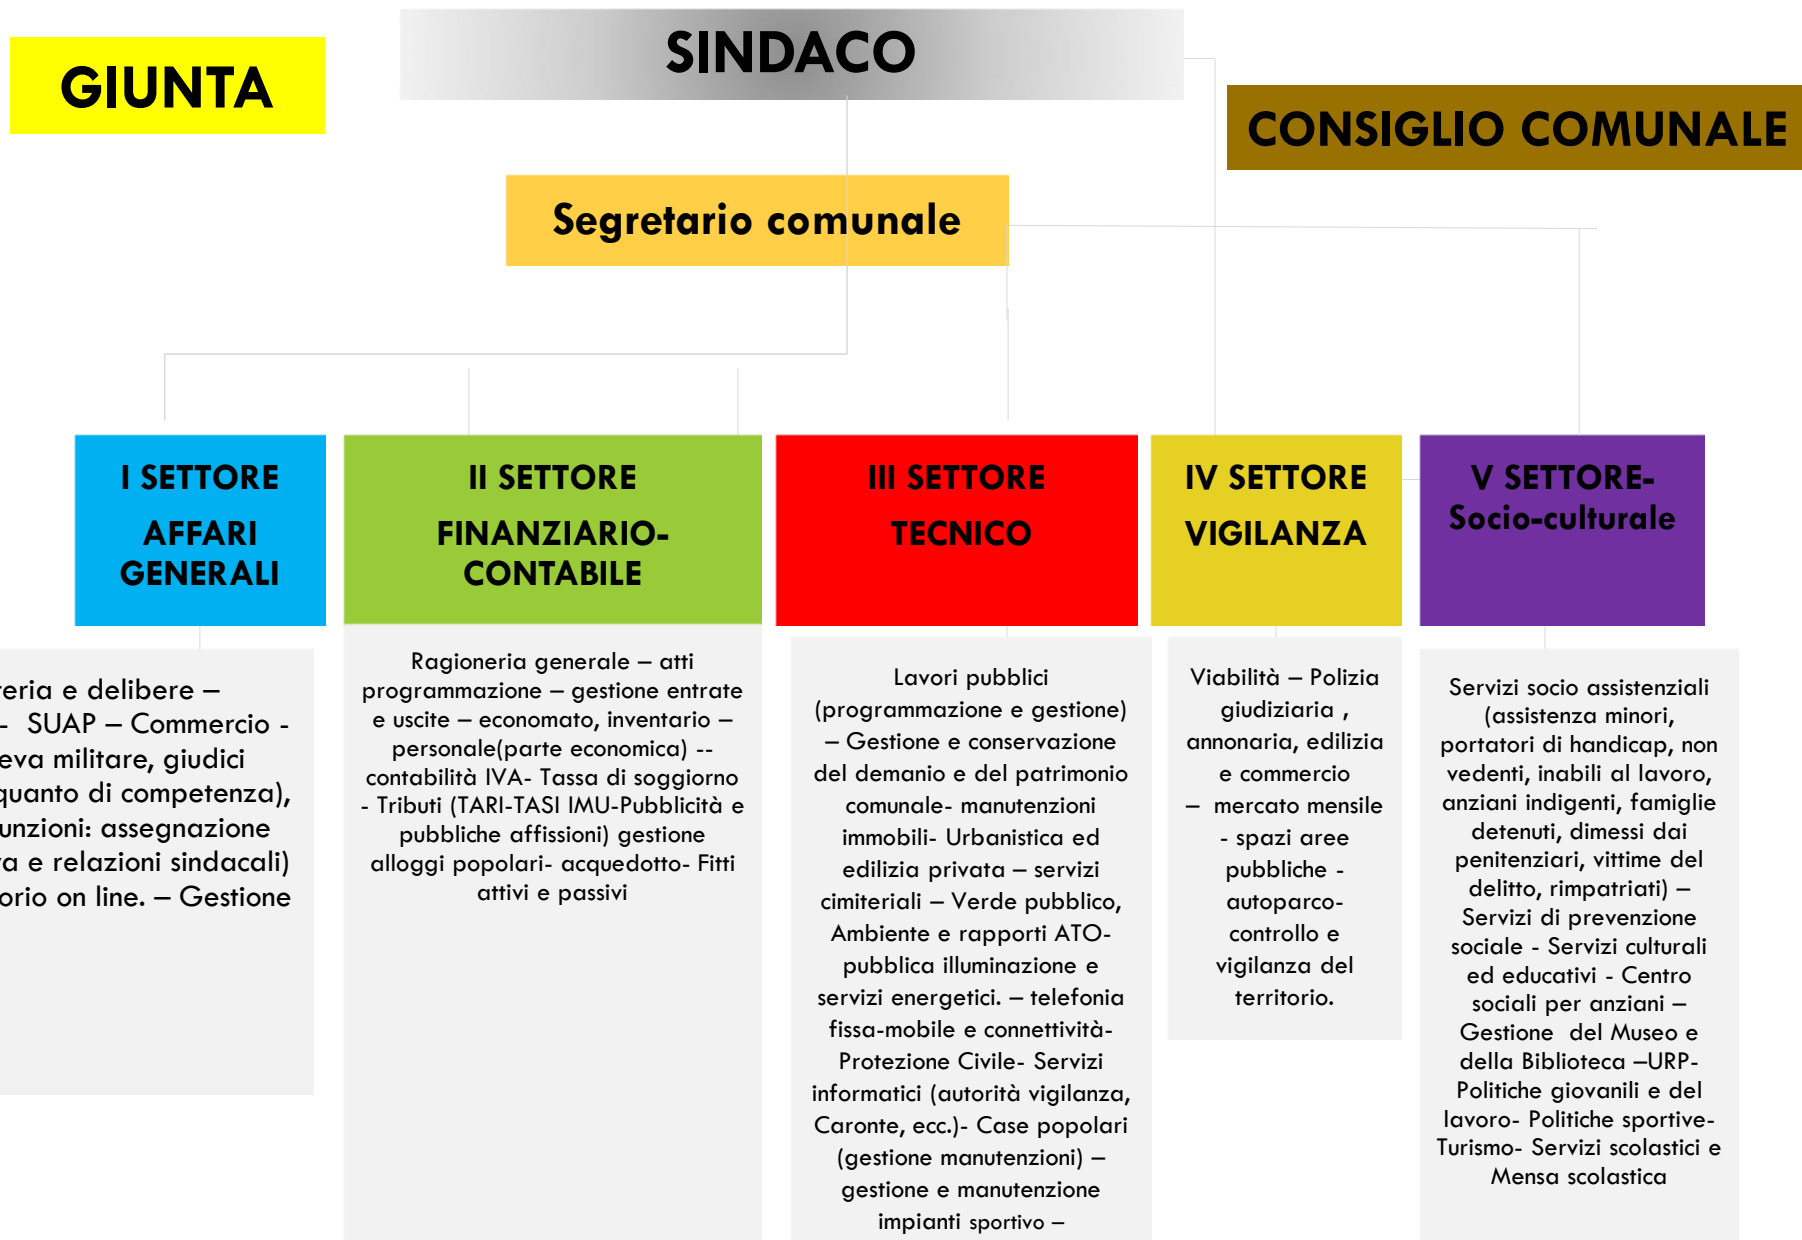 SINDACO
GIUNTA
CONSIGLIO COMUNALE
Segretario comunale
I SETTORE
AFFARI
GENERALI
II SETTORE
FINANZIARIO-
CONTABILE
III SETTORE
TECNICO
IV SETTORE
VIGILANZA
V SETTORE-
Socio-culturale
e delibere –
- SUAP – Commercio -
militare, giudici
quanto di competenza),
assegnazione
e relazioni sindacali)
on line. – Gestione
Ragioneria generale – atti
programmazione – gestione entrate
e uscite – economato, inventario –
personale(parte economica) --
contabilità IVA- Tassa di soggiorno
- Tributi (TARI-TASI IMU-Pubblicità e
pubbliche affissioni) gestione
alloggi popolari- acquedotto- Fitti
attivi e passivi
Lavori pubblici
(programmazione e gestione)
– Gestione e conservazione
del demanio e del patrimonio
comunale- manutenzioni
immobili- Urbanistica ed
edilizia privata – servizi
cimiteriali – Verde pubblico,
Ambiente e rapporti ATO-
pubblica illuminazione e
servizi energetici. – telefonia
fissa-mobile e connettività-
Protezione Civile- Servizi
informatici (autorità vigilanza,
Caronte, ecc.)- Case popolari
(gestione manutenzioni) –
gestione e manutenzione
impianti sportivo –
Viabilità – Polizia
giudiziaria ,
annonaria, edilizia
e commercio
– mercato mensile
- spazi aree
pubbliche -
autoparco-
controllo e
vigilanza del
territorio.
Servizi socio assistenziali
(assistenza minori,
portatori di handicap, non
vedenti, inabili al lavoro,
anziani indigenti, famiglie
detenuti, dimessi dai
penitenziari, vittime del
delitto, rimpatriati) –
Servizi di prevenzione
sociale - Servizi culturali
ed educativi - Centro
sociali per anziani –
Gestione del Museo e
della Biblioteca –URP-
Politiche giovanili e del
lavoro- Politiche sportive-
Turismo- Servizi scolastici e
Mensa scolastica